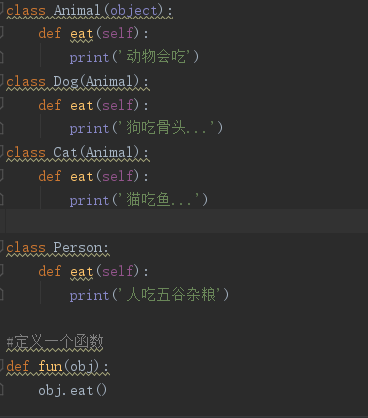 class Animal(object):
    def eat(self):
        print('动物会吃')
class Dog(Animal):
    def eat(self):
        print('狗吃骨头...')
class Cat(Animal):
    def eat(self):
        print('猫吃鱼...')
class Person:
    def eat(self):
        print('人吃五谷杂粮')
#定义一个函数
def fun(obj):
    obj.eat()